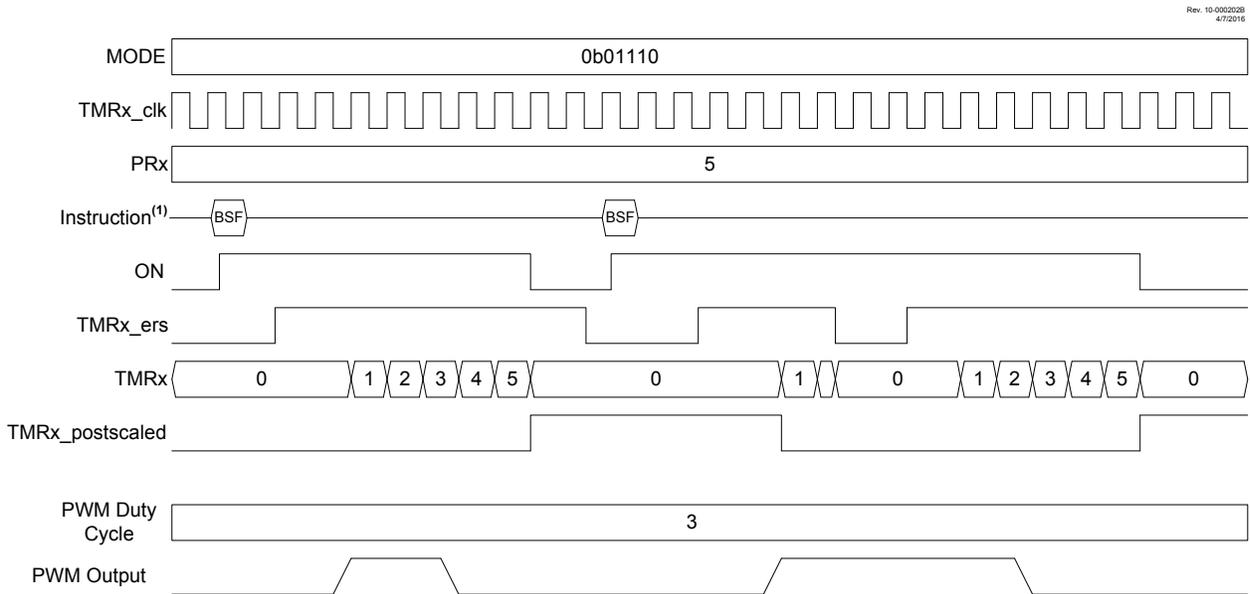 Rev. 10-000202B
4/7/2016
MODE 0b01110
TMRx_clk
PRx 5
Instruction(1) BSF BSF
ON
TMRx_ers
TMRx 0 1 2 3 4 5 0 1 0 1 2 3 4 5 0
TMRx_postscaled
PWM Duty
Cycle 3
PWM Output